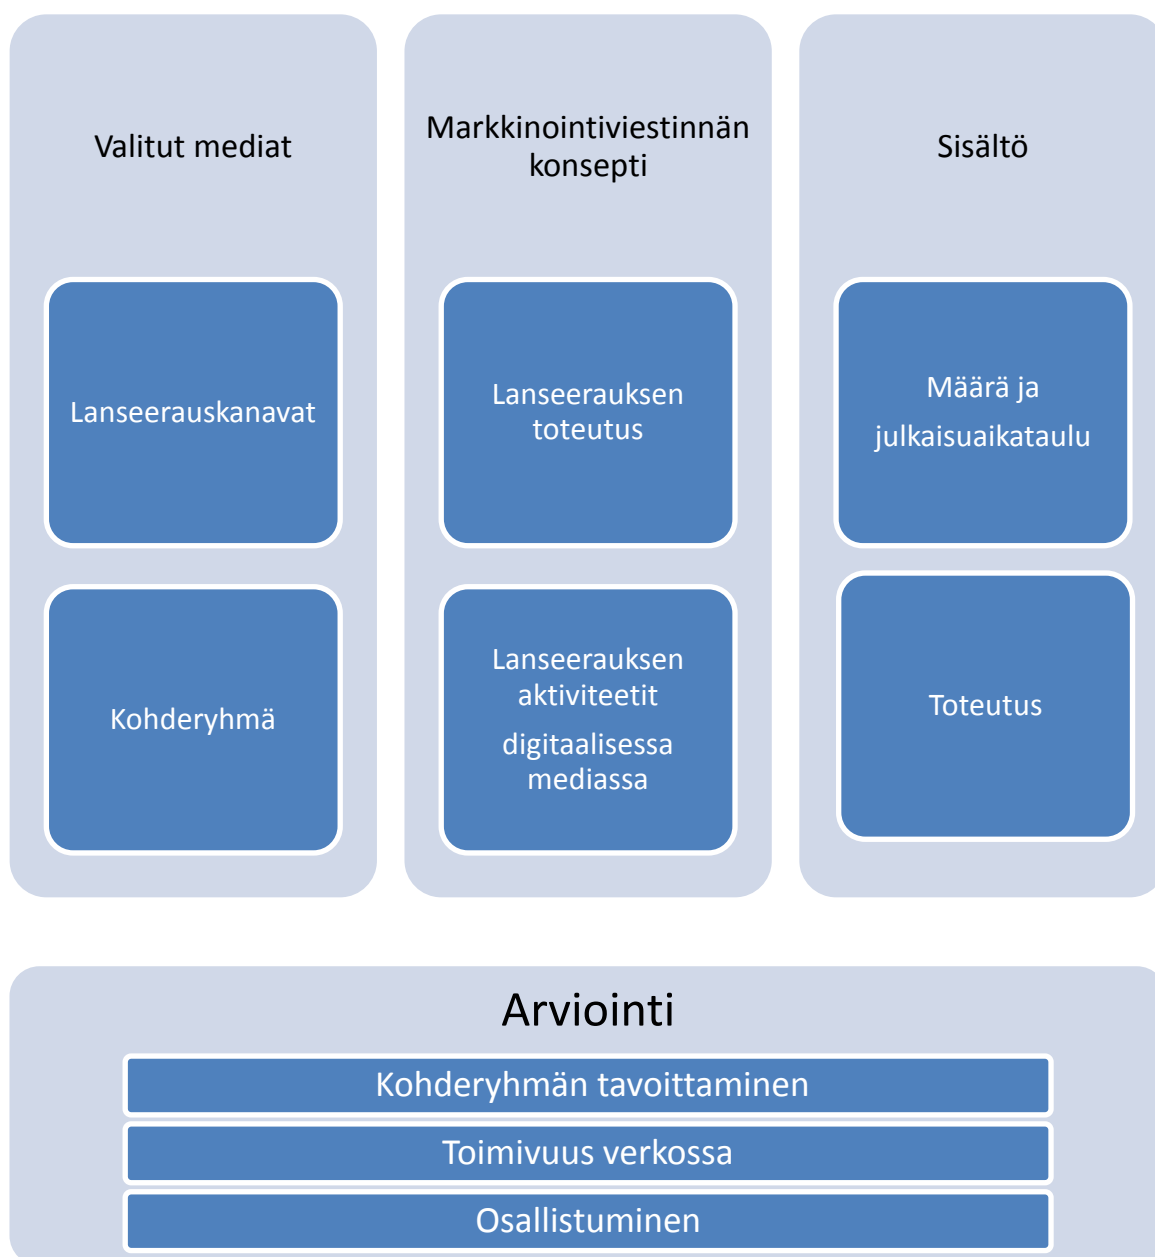 Valitut mediat
Lanseerauskanavat
Kohderyhmä
Markkinointiviestinnän
konsepti
Lanseerauksen
toteutus
Lanseerauksen
aktiviteetit
digitaalisessa
mediassa
Sisältö
Määrä ja
julkaisuaikataulu
Toteutus
Arviointi
Kohderyhmän tavoittaminen
Toimivuus verkossa
Osallistuminen